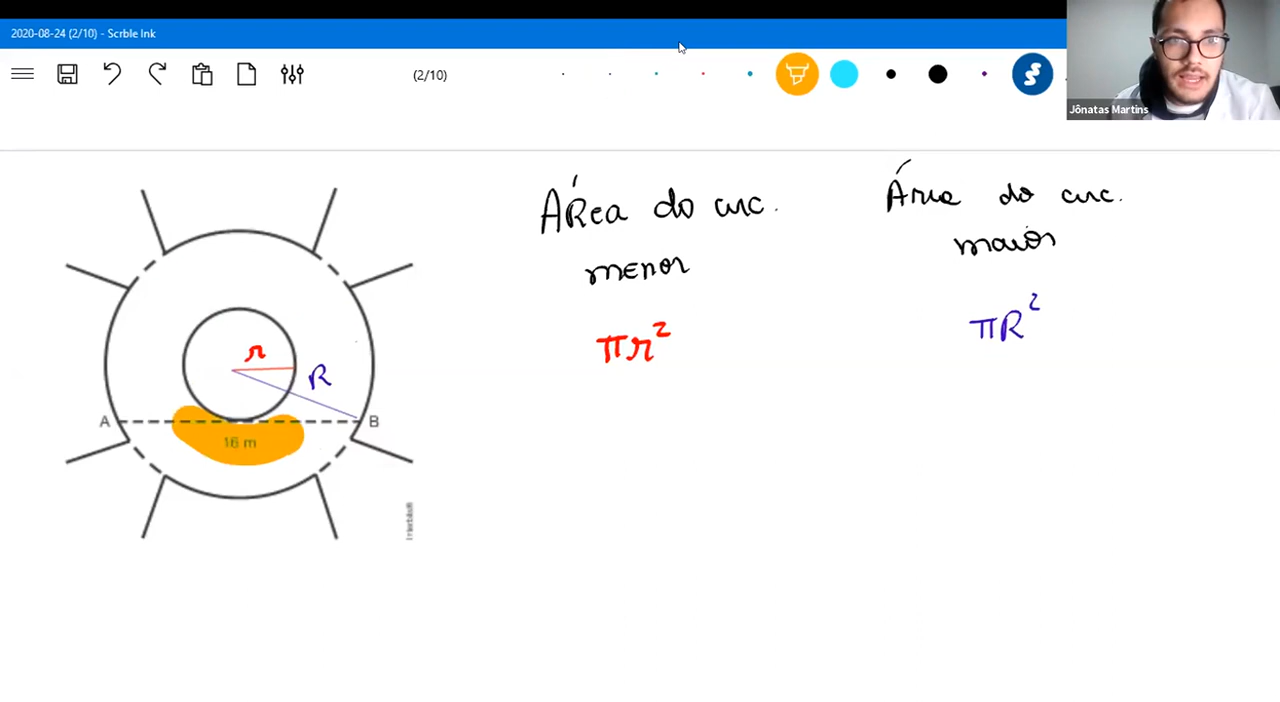 2020-08-24 (2/10) - Scrble Ink
(2/10)
Jônatas Martins
ÁRea do circ.
menor
πr²
Área do circ.
maior
πR²
r
R
A
B
16 m